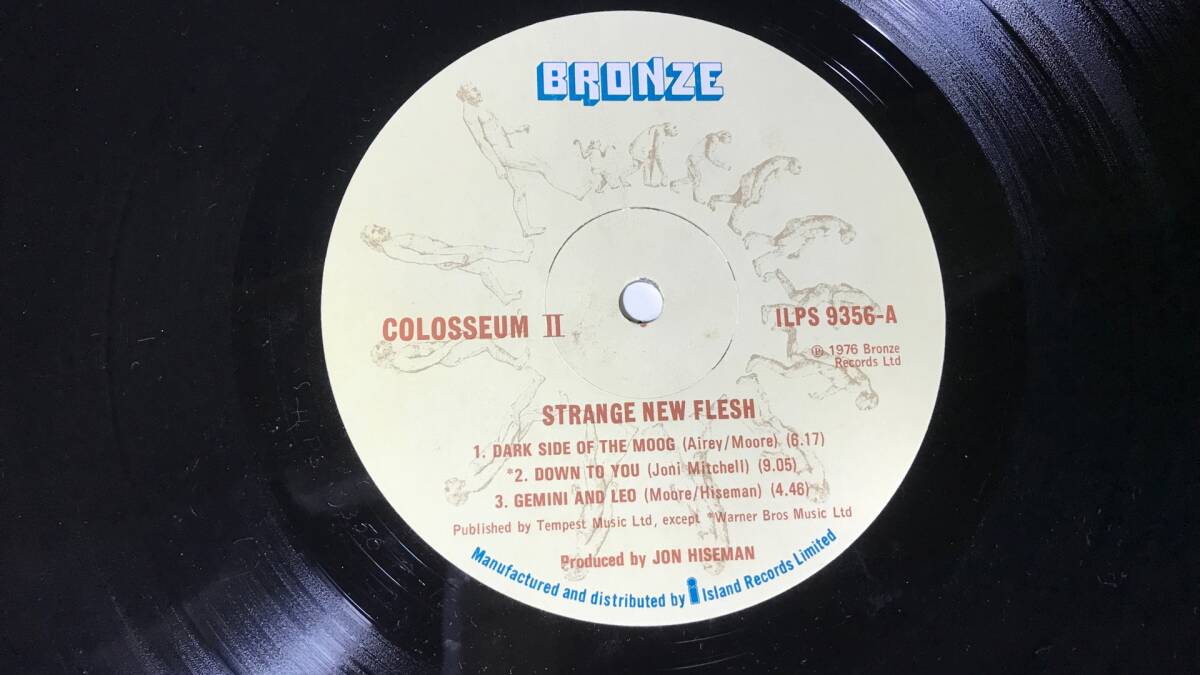 BRONZE
COLOSSEUM II
ILPS 9356-A
℗ 1976 Bronze
Records Ltd
STRANGE NEW FLESH
1. DARK SIDE OF THE MOOG (Airey/Moore) (6.17)
*2. DOWN TO YOU (Joni Mitchell) (9.05)
3. GEMINI AND LEO (Moore/Hiseman) (4.46)
Published by Tempest Music Ltd, except *Warner Bros Music Ltd
Produced by JON HISEMAN
Manufactured and distributed by i Island Records Limited